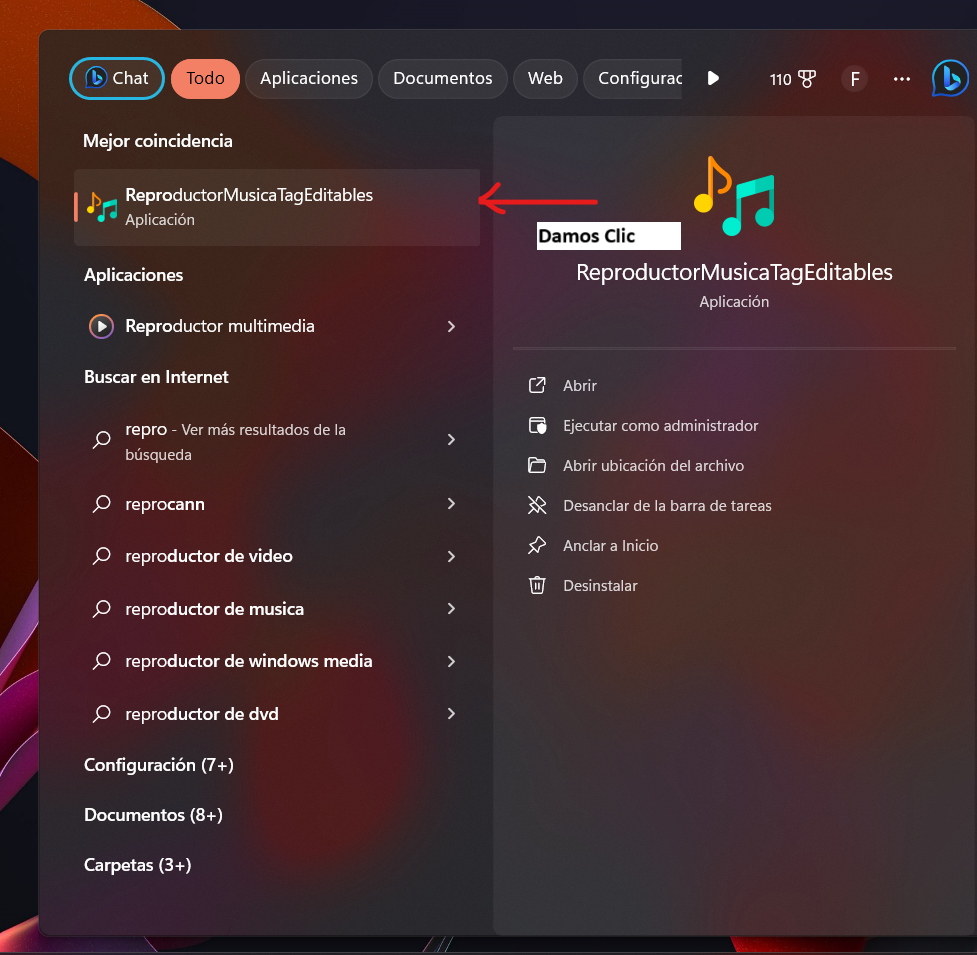 Chat Todo Aplicaciones Documentos Web Configurac 110 F ...
Mejor coincidencia
ReproductorMusicaTagEditables
Aplicación
Aplicaciones
Reproductor multimedia
Buscar en Internet
repro - Ver más resultados de la
búsqueda
reprocann
reproductor de video
reproductor de musica
reproductor de windows media
reproductor de dvd
Configuración (7+)
Documentos (8+)
Carpetas (3+)
Damos Clic
ReproductorMusicaTagEditables
Aplicación
Abrir
Ejecutar como administrador
Abrir ubicación del archivo
Desanclar de la barra de tareas
Anclar a Inicio
Desinstalar